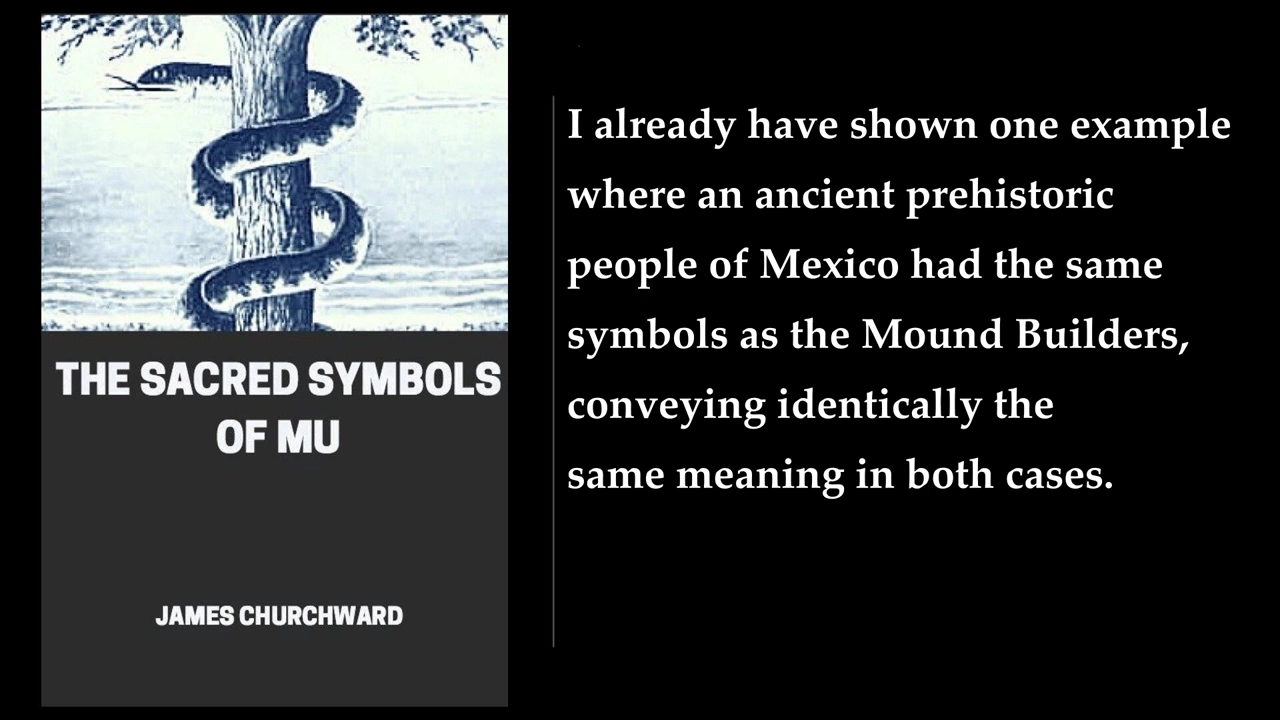 THE SACRED SYMBOLS
OF MU
JAMES CHURCHWARD
I already have shown one example
where an ancient prehistoric
people of Mexico had the same
symbols as the Mound Builders,
conveying identically the
same meaning in both cases.